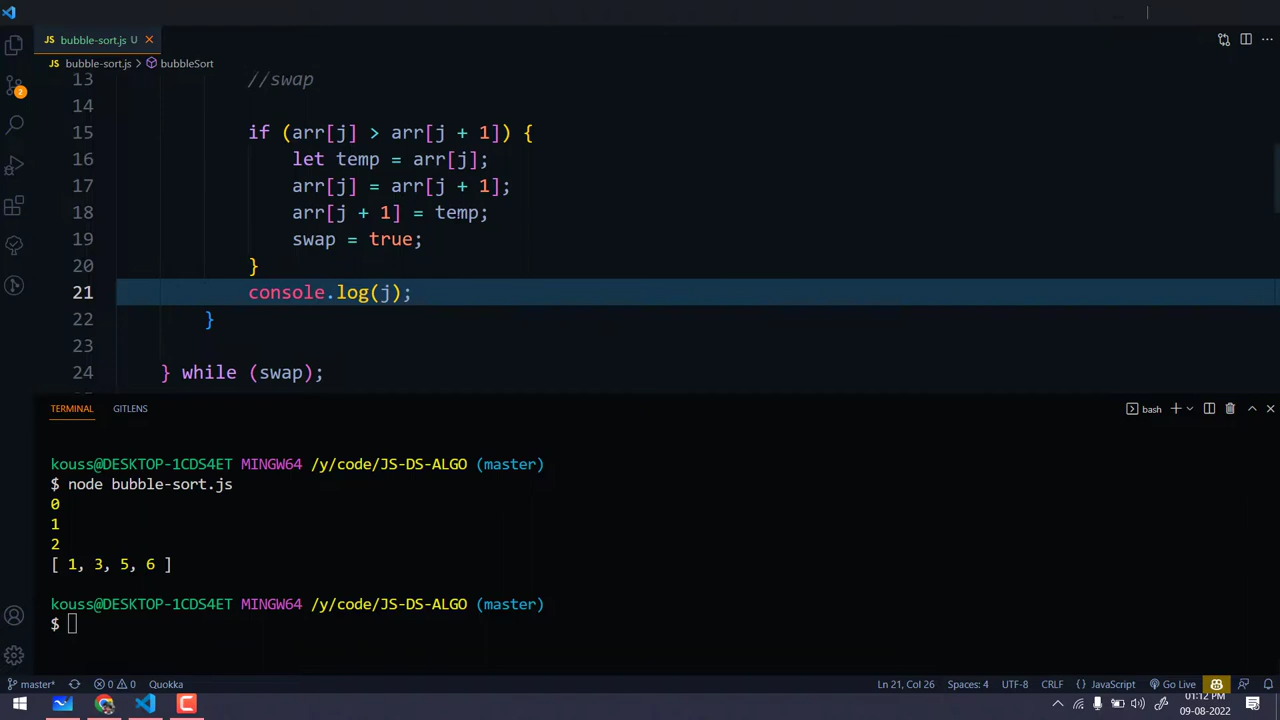 JS bubble-sort.js U
JS bubble-sort.js > bubbleSort
13 //swap
14
15 if (arr[j] > arr[j + 1]) {
16 let temp = arr[j];
17 arr[j] = arr[j + 1];
18 arr[j + 1] = temp;
19 swap = true;
20 }
21 console.log(j);
22 }
23
24 } while (swap);
2
TERMINAL GITLENS
bash
kouss@DESKTOP-1CDS4ET MINGW64 /y/code/JS-DS-ALGO (master)
$ node bubble-sort.js
0
1
2
[ 1, 3, 5, 6 ]
kouss@DESKTOP-1CDS4ET MINGW64 /y/code/JS-DS-ALGO (master)
$
master* 0 0 Quokka Ln 21, Col 26 Spaces: 4 UTF-8 CRLF {} JavaScript Go Live
01:12 PM
09-08-2022